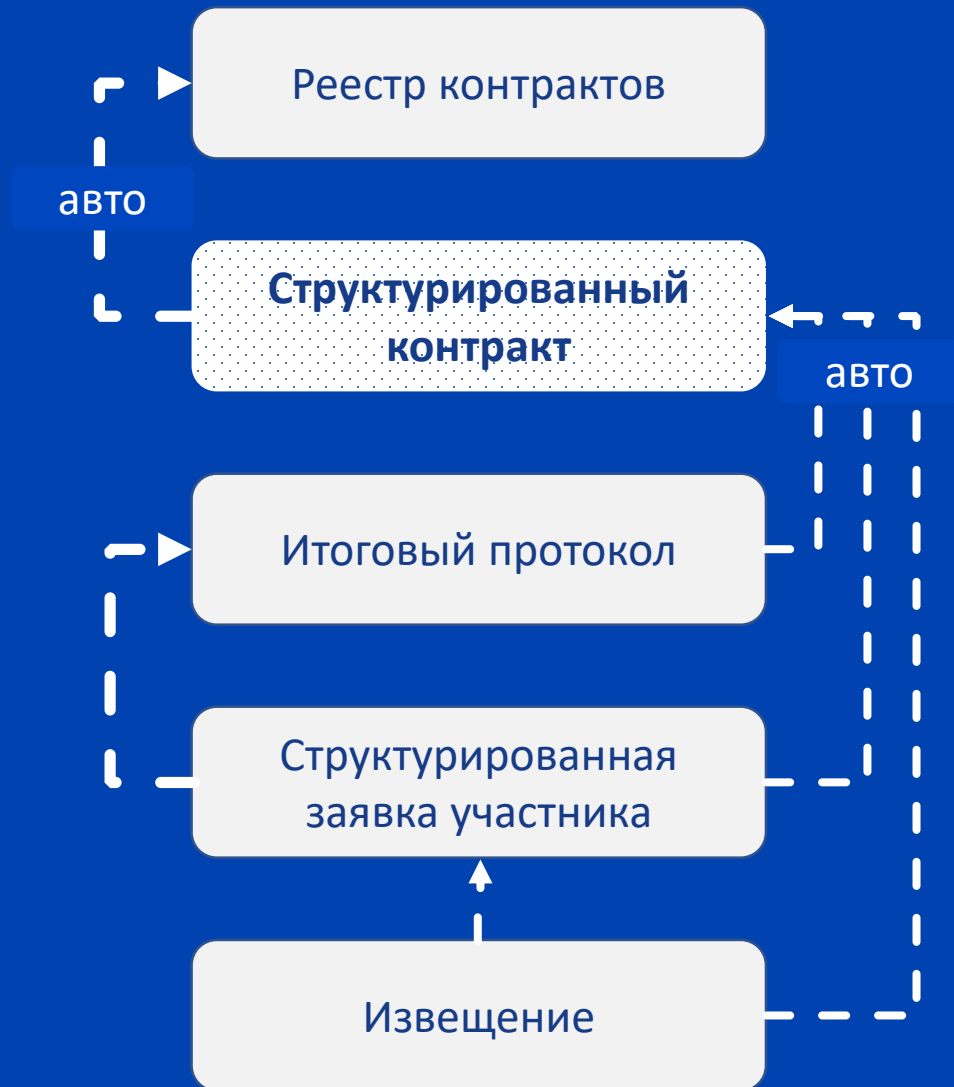 Реестр контрактов
авто
Структурированный
контракт
авто
Итоговый протокол
Структурированная
заявка участника
Извещение